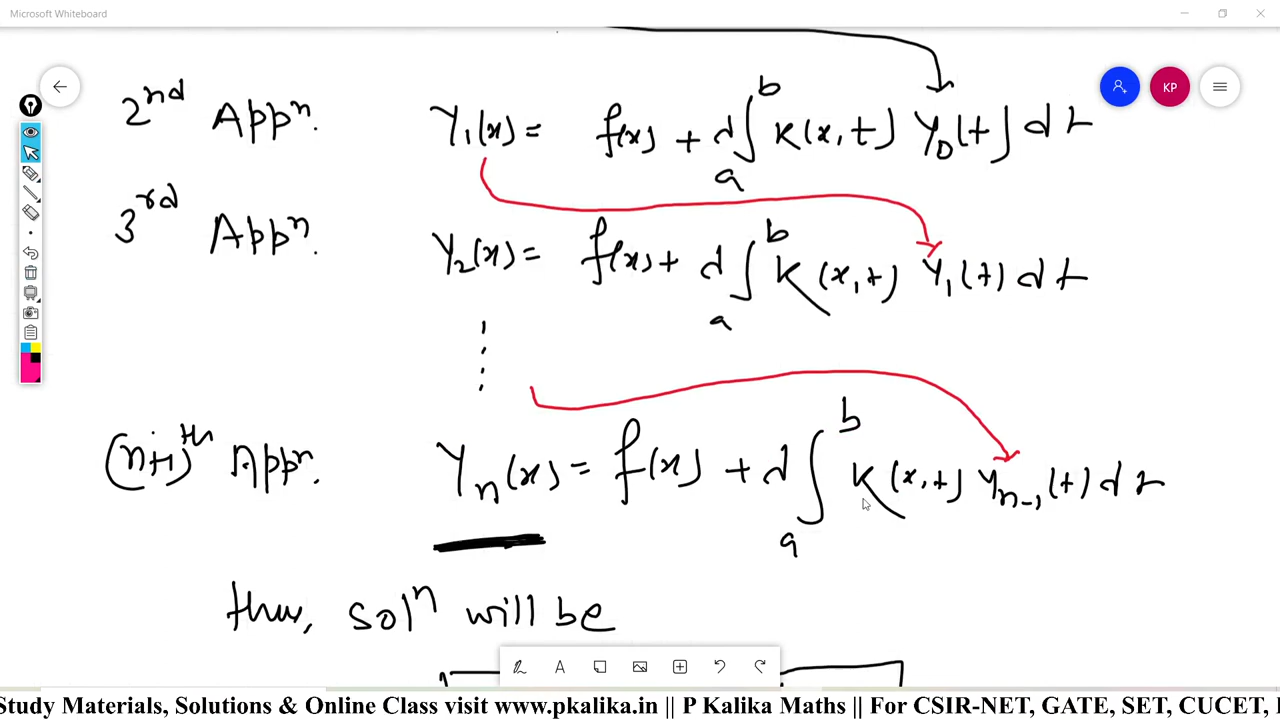 Microsoft Whiteboard
KP
2nd Appn. Y1(x) = f(x) + λ∫_a^b K(x,t) Y0(t) dt
3rd Appn. Y2(x) = f(x) + λ∫_a^b K(x,t) Y1(t) dt
(n+1)th Appn. Yn(x) = f(x) + λ∫_a^b K(x,t) Yn-1(t) dt
thus, soln will be
Study Materials, Solutions & Online Class visit www.pkalika.in || P Kalika Maths || For CSIR-NET, GATE, SET, CUCET,